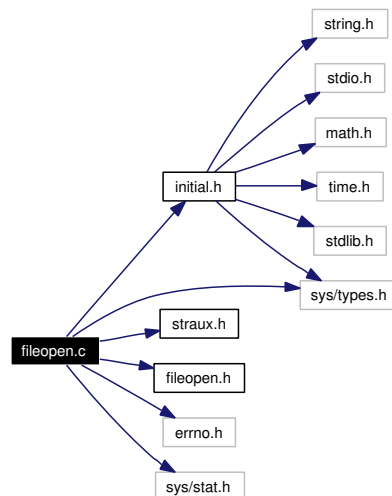 string.h
stdio.h
math.h
initial.h
time.h
stdlib.h
sys/types.h
straux.h
fileopen.c
fileopen.h
errno.h
sys/stat.h